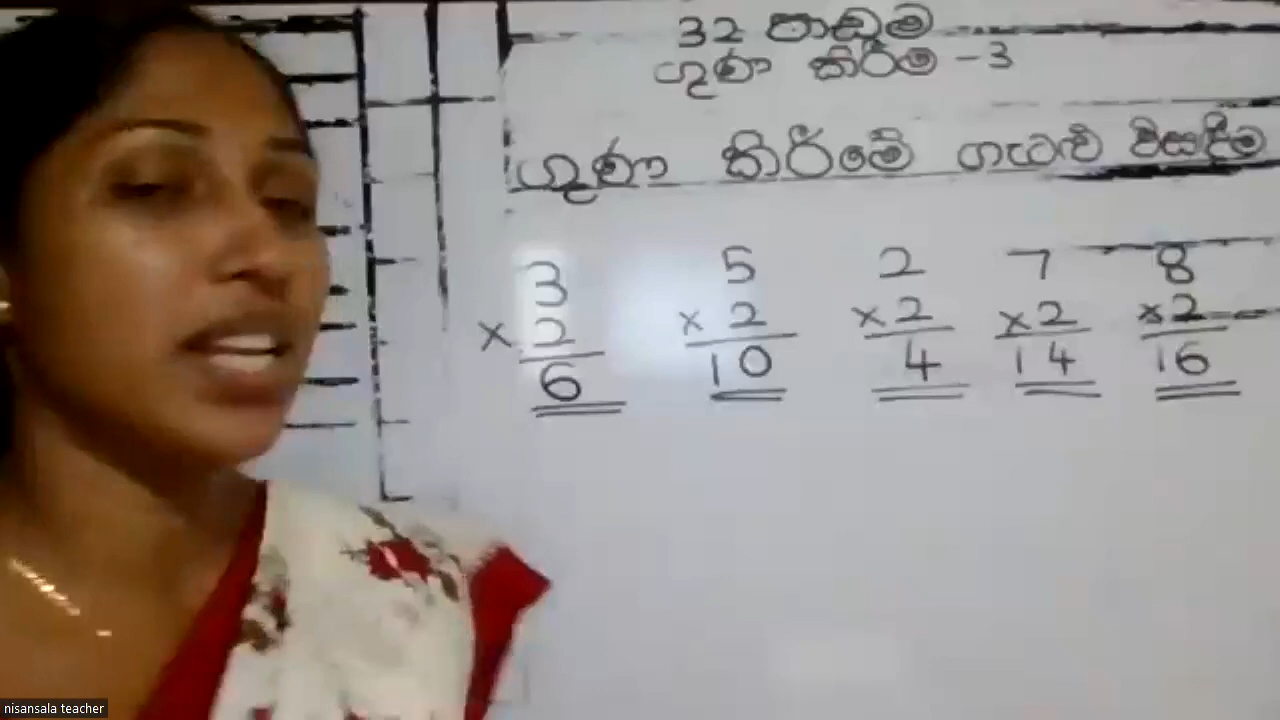 32 පාඩම
ගුණ කිරීම - 3
ගුණ කිරීමේ ගැටළු විසඳීම
3 5 2 7 8
× 2 × 2 × 2 × 2 × 2
6 10 4 14 16
nisansala teacher